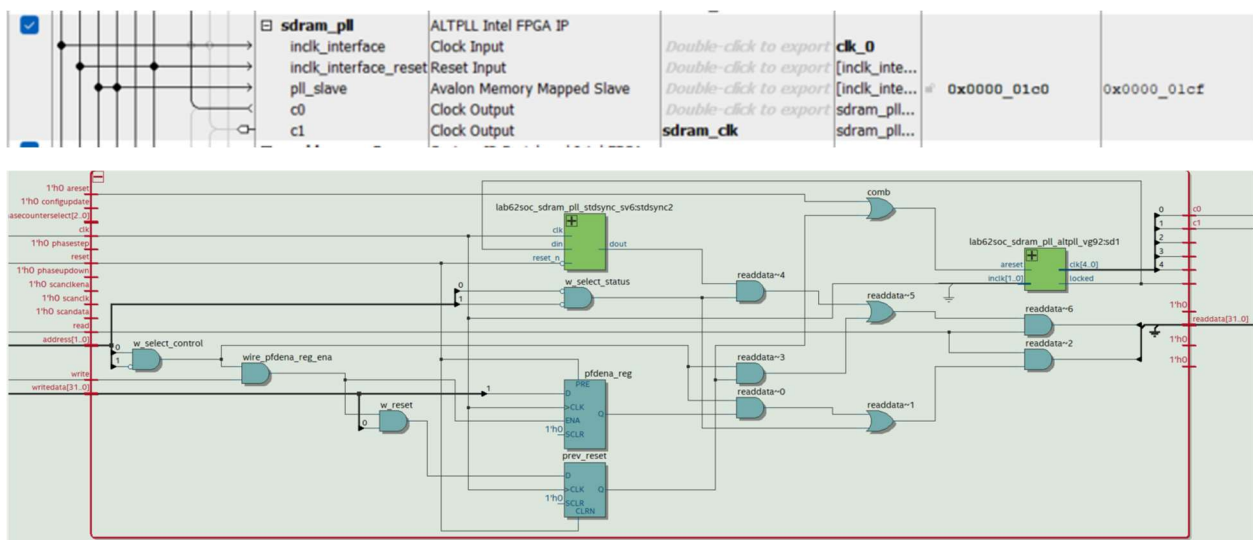 sdram_pll ALTPLL Intel FPGA IP
inclk_interface Clock Input Double-click to export clk_0
inclk_interface_reset Reset Input Double-click to export [inclk_inte...
pll_slave Avalon Memory Mapped Slave Double-click to export [inclk_inte... 0x0000_01c0 0x0000_01cf
c0 Clock Output Double-click to export sdram_pll...
c1 Clock Output sdram_clk sdram_pll...
1'h0 areset
1'h0 configupdate
asecounterselect[2..0]
clk
1'h0 phasestep
reset
1'h0 phaseupdown
1'h0 scanclkena
1'h0 scanclk
1'h0 scandata
read
address[1..0]
write
writedata[31..0]
0
1
w_select_control
wire_pfdena_reg_ena
w_reset
0
1
lab62soc_sdram_pll_stdsync_sv6:stdsync2
clk
din
reset_n
dout
0
1
w_select_status
pfdena_reg
PRE
D
>CLK
ENA
1'h0 SCLR
Q
prev_reset
D
>CLK
1'h0 SCLR
CLRN
Q
readdata~4
readdata~3
readdata~0
comb
readdata~5
readdata~1
lab62soc_sdram_pll_altpll_vg92:sd1
areset
inclk[1..0]
clk[4..0]
locked
readdata~6
readdata~2
0
1
2
3
4
c0
c1
1'h0
readdata[31..0]
1'h0
1'h0